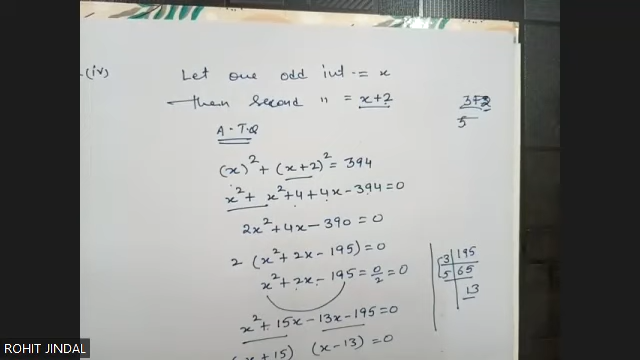 (iv) Let one odd int. = x
Then second " = x+2
3+2
5
A.T.Q
(x)² + (x+2)² = 394
x² + x² + 4 + 4x - 394 = 0
2x² + 4x - 390 = 0
2 (x² + 2x - 195) = 0
x² + 2x - 195 = 0/2 = 0
3 | 195
5 | 65
13
x² + 15x - 13x - 195 = 0
(x+15) (x-13) = 0
ROHIT JINDAL